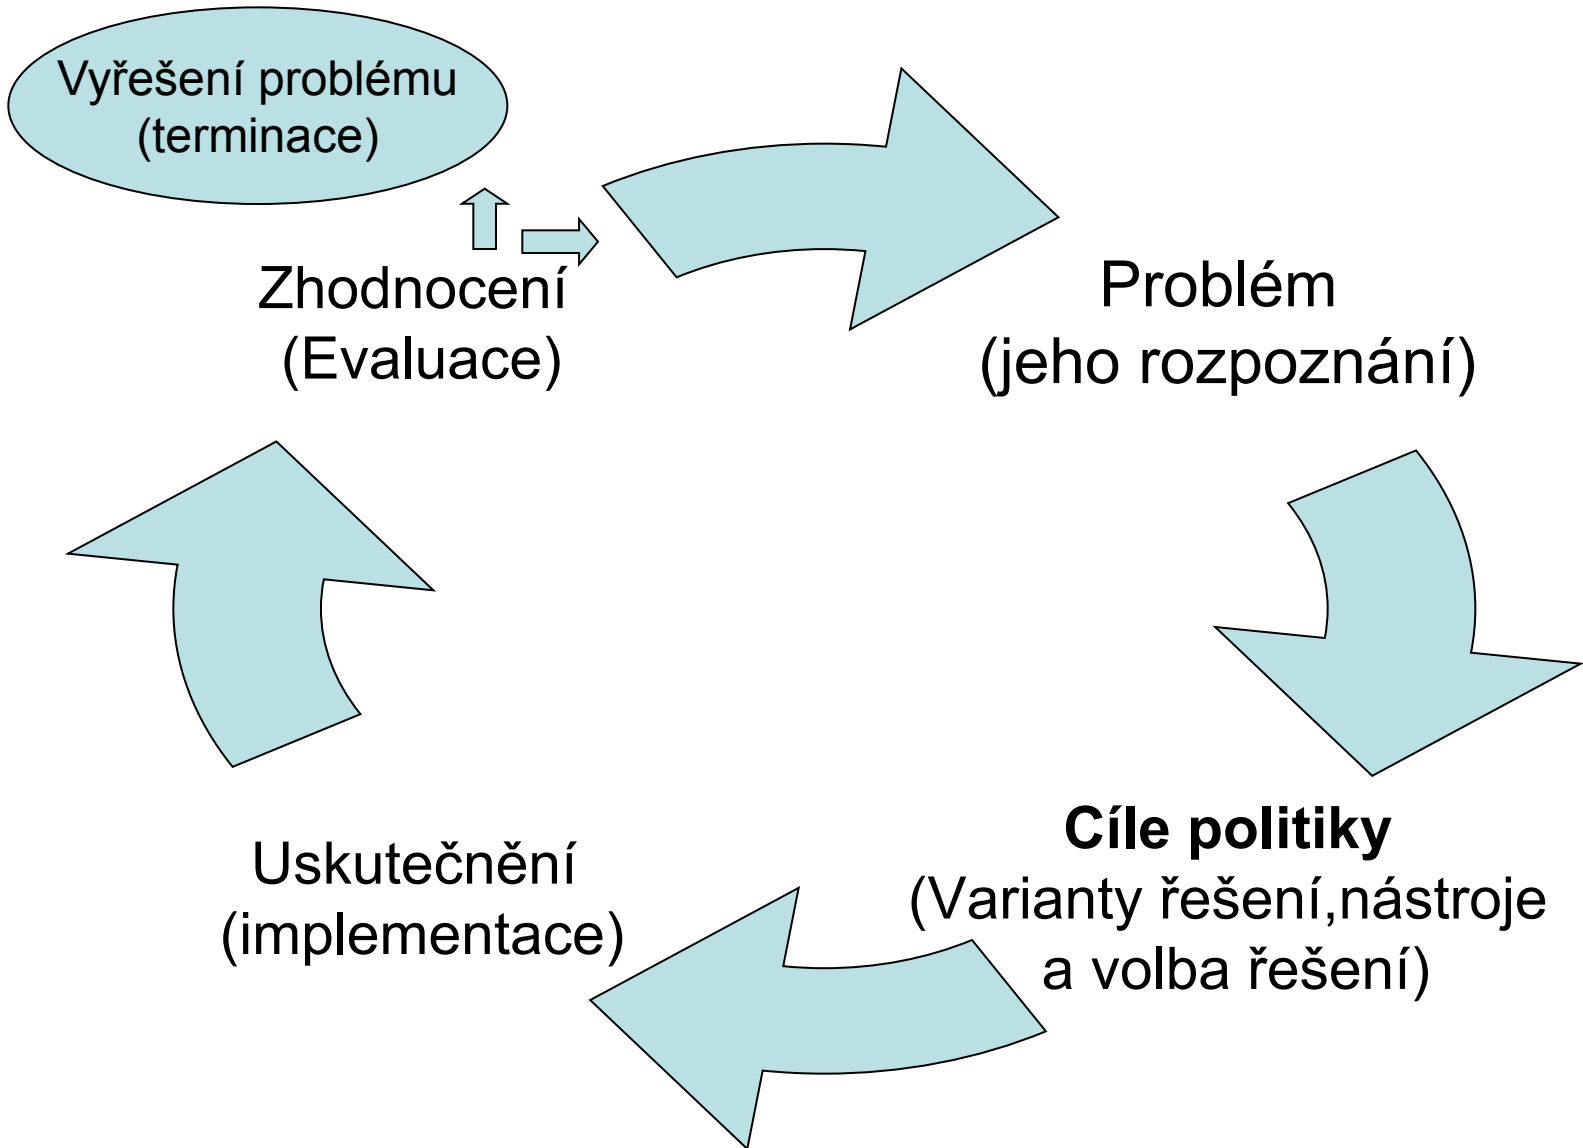 Vyřešení problému
(terminace)
Zhodnocení
(Evaluace)
Problém
(jeho rozpoznání)
Cíle politiky
(Varianty řešení,nástroje
a volba řešení)
Uskutečnění
(implementace)